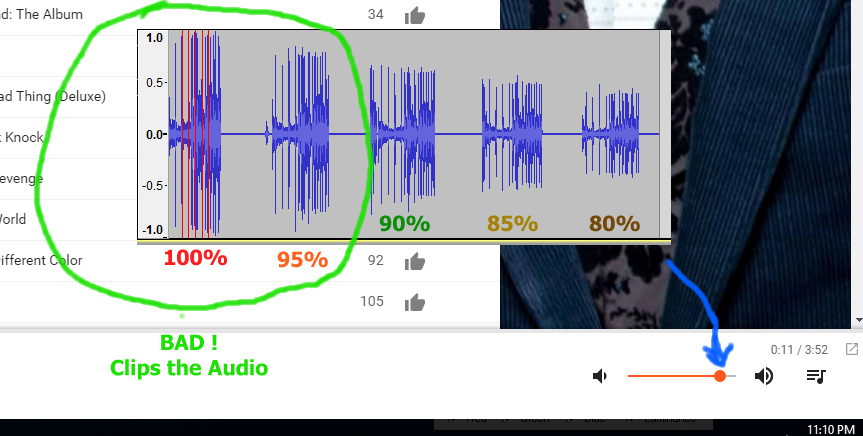 d: The Album 34
1.0
0.5-
0.0-
-0.5-
-1.0
ad Thing (Deluxe)
k Knock
evenge
World
ifferent Color 92
105
90% 85% 80%
100% 95%
BAD !
Clips the Audio
0:11 / 3:52
11:10 PM